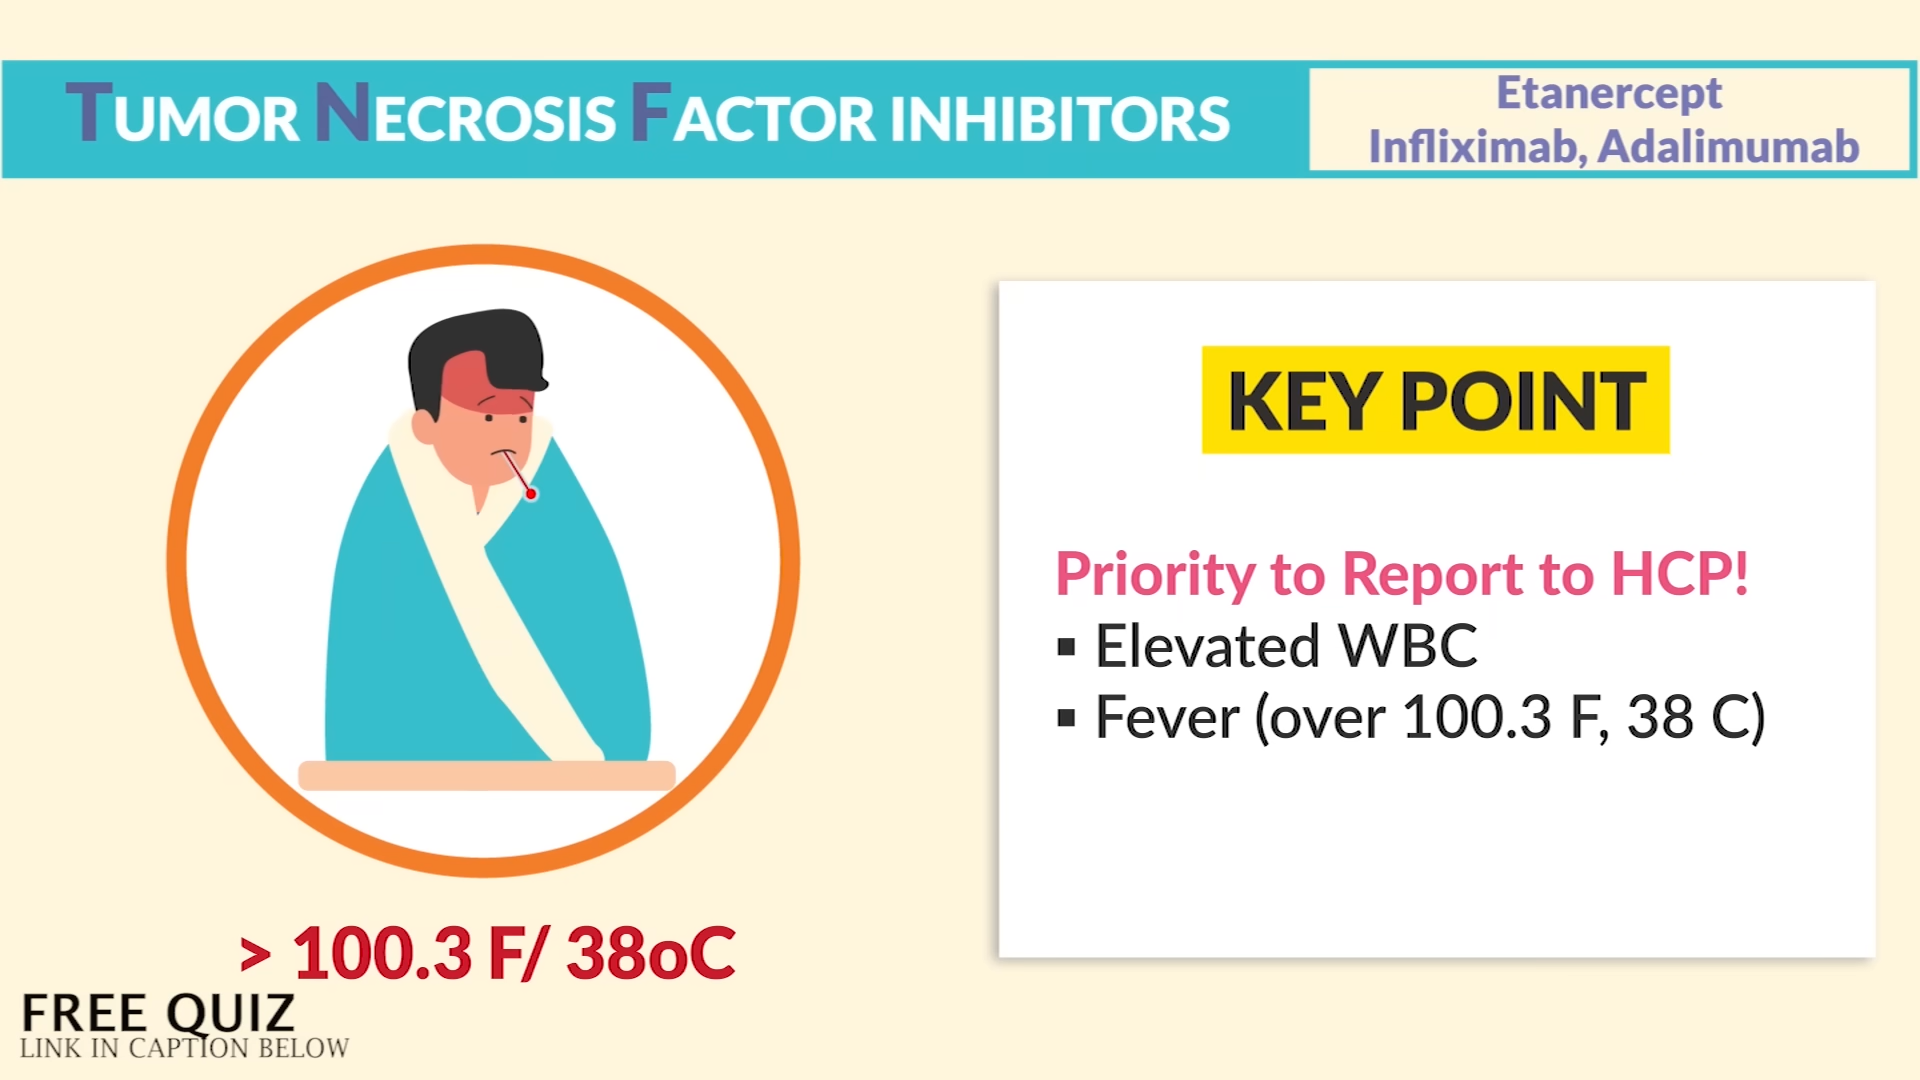 TUMOR NECROSIS FACTOR INHIBITORS
Etanercept
Infliximab, Adalimumab
KEY POINT
Priority to Report to HCP!
▪ Elevated WBC
▪ Fever (over 100.3 F, 38 C)
> 100.3 F/ 38oC
FREE QUIZ
LINK IN CAPTION BELOW